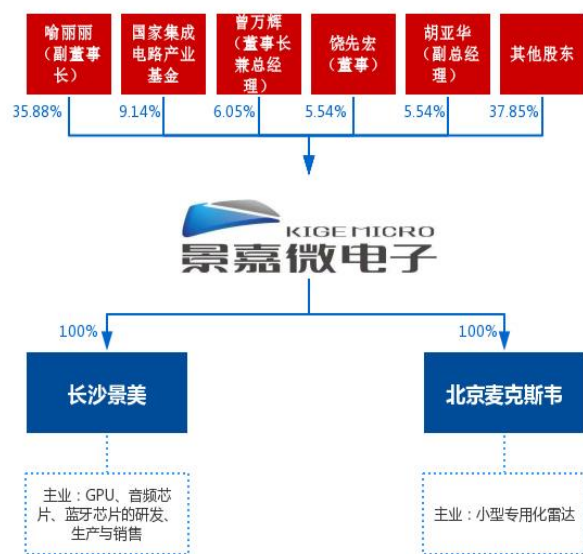 喻丽丽
（副董事
长）
国家集成
电路产业
基金
曾万辉
（董事长
兼总经
理）
饶先宏
（董事）
胡亚华
（副总经
理）
其他股东
35.88%
9.14%
6.05%
5.54%
5.54%
37.85%
KIGE MICRO
景嘉微电子
100%
100%
长沙景美
北京麦克斯韦
主业：GPU、音频芯
片、蓝牙芯片的研发、
生产与销售
主业：小型专用化雷达